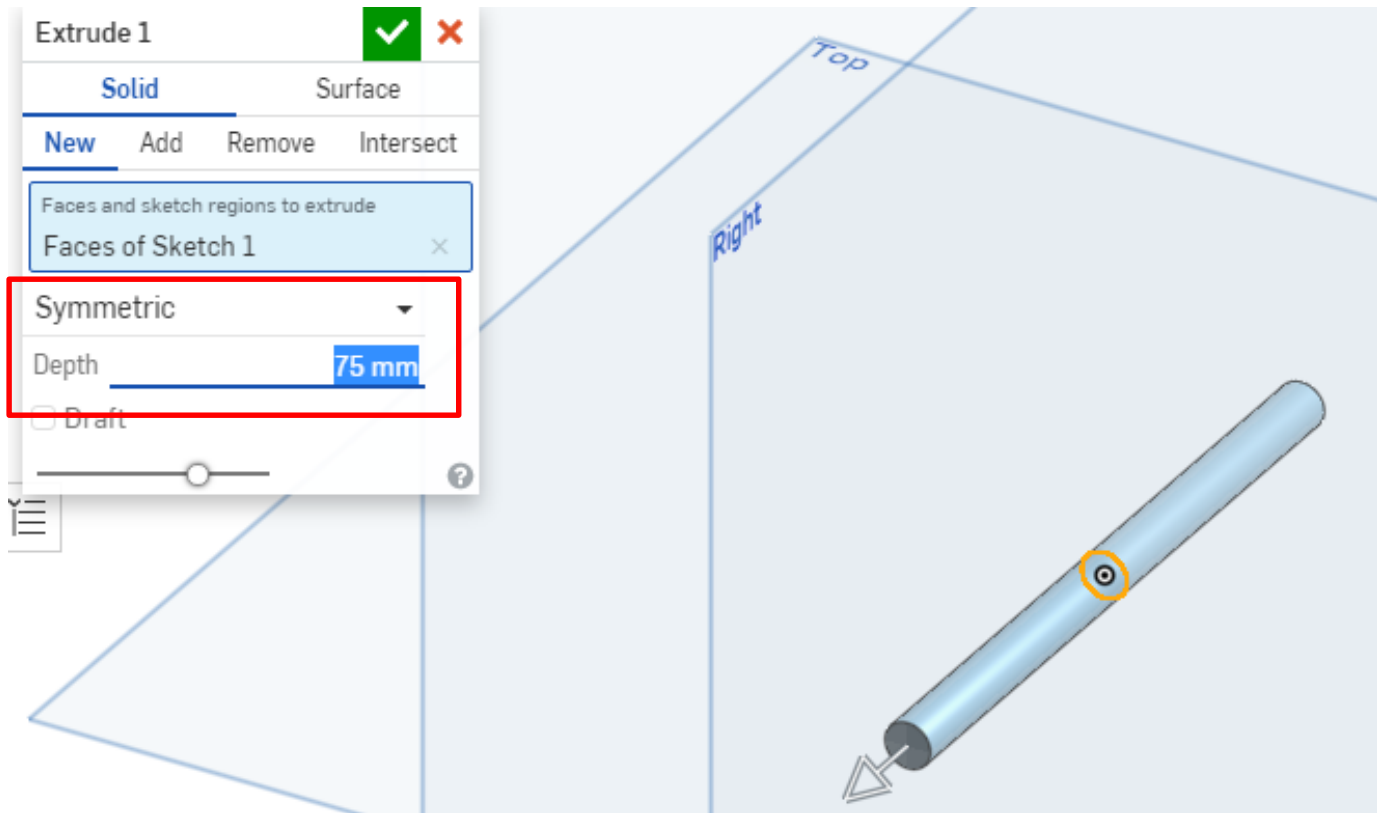 Extrude 1
Solid Surface
New Add Remove Intersect
Faces and sketch regions to extrude
Faces of Sketch 1
Symmetric
Depth 75 mm
Draft
Top
Right